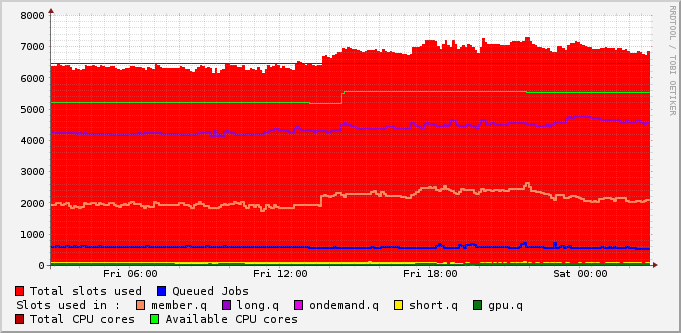 RRDTOOL / TOBI OETIKER
8000
7000
6000
5000
4000
3000
2000
1000
0
Fri 06:00 Fri 12:00 Fri 18:00 Sat 00:00
Total slots used Queued Jobs
Slots used in : member.q long.q ondemand.q short.q gpu.q
Total CPU cores Available CPU cores